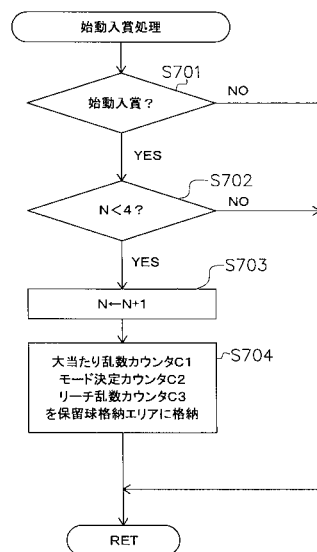 始動入賞処理
S701
始動入賞?
NO
YES
S702
N<4?
NO
YES
S703
N←N+1
S704
大当たり乱数カウンタC1
モード決定カウンタC2
リーチ乱数カウンタC3
を保留球格納エリアに格納
RET